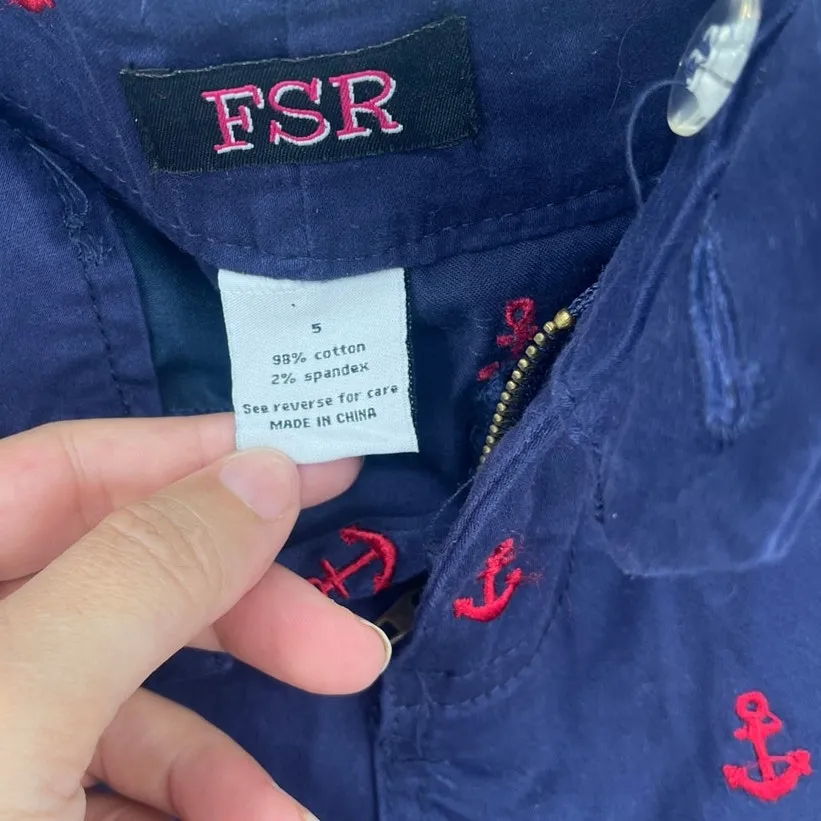 FSR
5
98% cotton
2% spandex
See reverse for care
MADE IN CHINA